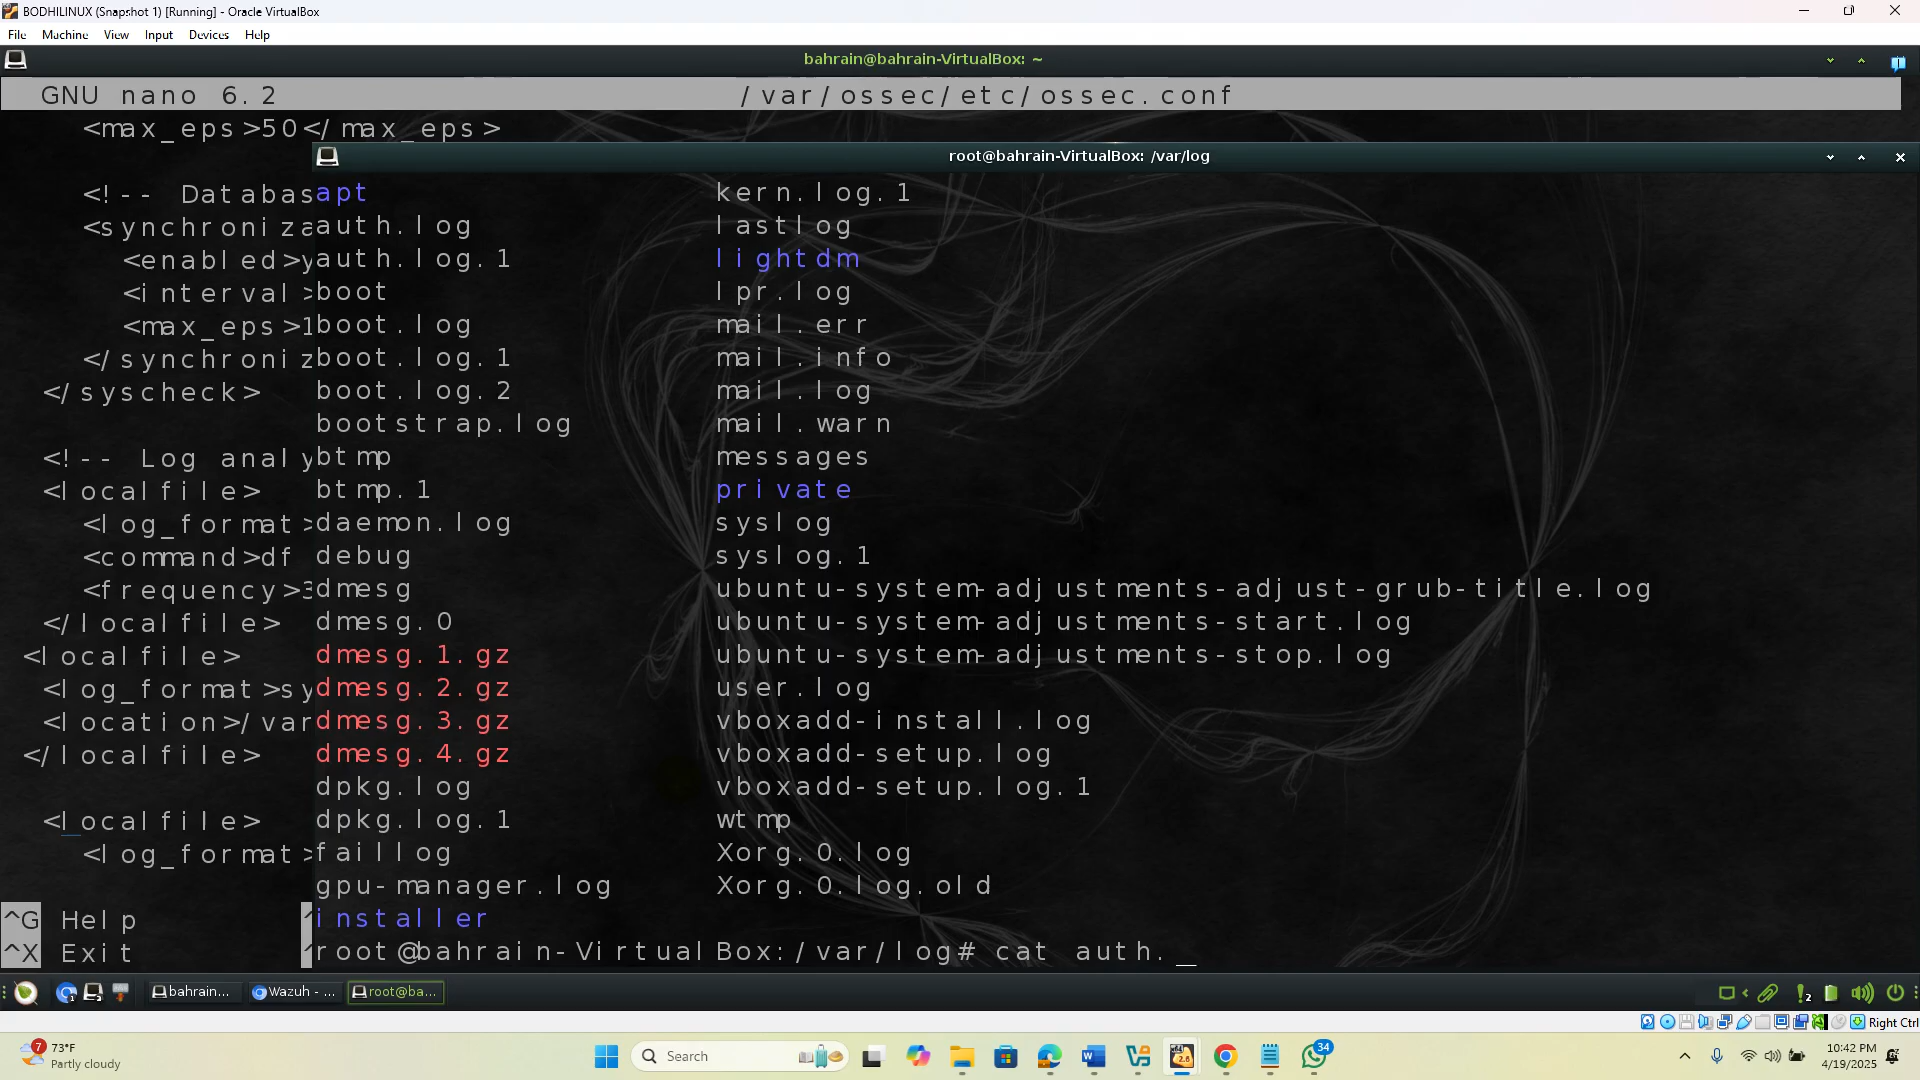 BODHILINUX (Snapshot 1) [Running] - Oracle VirtualBox
File Machine View Input Devices Help
bahrain@bahrain-VirtualBox: ~
GNU nano 6.2 /var/ossec/etc/ossec.conf
<max_eps>50</max_eps>
root@bahrain-VirtualBox: /var/log
<!-- Databas
<synchroniza
<enabled>y
<interval>
<max_eps>1
</synchroniz
</syscheck>
<!-- Log analy
<localfile>
<log_format>
<command>df
<frequency>3
</localfile>
<localfile>
<log_format>sy
<location>/var
</localfile>
<localfile>
<log_format>
^G Help
^X Exit
apt kern.log.1
auth.log lastlog
auth.log.1 lightdm
boot lpr.log
boot.log mail.err
boot.log.1 mail.info
boot.log.2 mail.log
bootstrap.log mail.warn
btmp messages
btmp.1 private
daemon.log syslog
debug syslog.1
dmesg ubuntu-system-adjustments-adjust-grub-title.log
dmesg.0 ubuntu-system-adjustments-start.log
dmesg.1.gz ubuntu-system-adjustments-stop.log
dmesg.2.gz user.log
dmesg.3.gz vboxadd-install.log
dmesg.4.gz vboxadd-setup.log
dpkg.log vboxadd-setup.log.1
dpkg.log.1 wtmp
faillog Xorg.0.log
gpu-manager.log Xorg.0.log.old
installer
root@bahrain-VirtualBox:/var/log# cat auth._
bahrain... Wazuh - ... root@ba...
2
Right Ctrl
7
73°F
Partly cloudy
Search
34
10:42 PM
4/19/2025